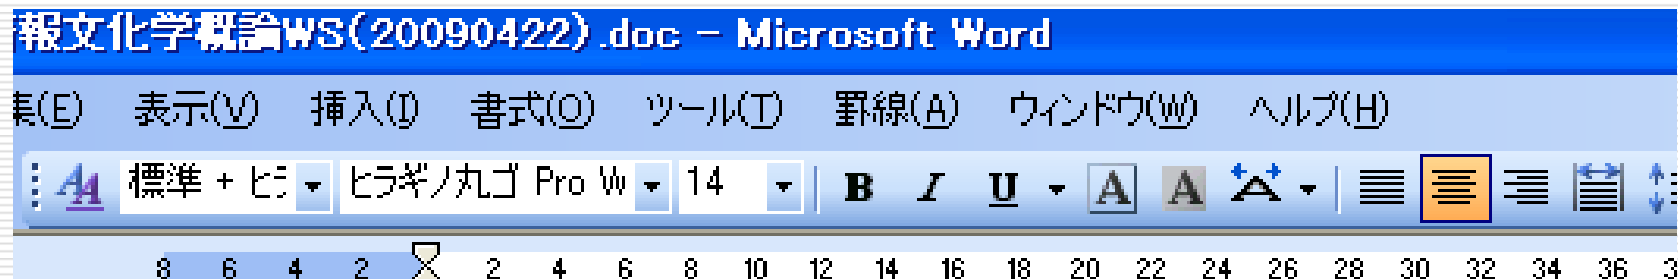 報文化学概論WS(20090422).doc - Microsoft Word
集(E) 表示(V) 挿入(I) 書式(O) ツール(T) 罫線(A) ウィンドウ(W) ヘルプ(H)
標準 + ヒラ ヒラギノ丸ゴ Pro W 14 B I U A A A
8 6 4 2 2 4 6 8 10 12 14 16 18 20 22 24 26 28 30 32 34 36